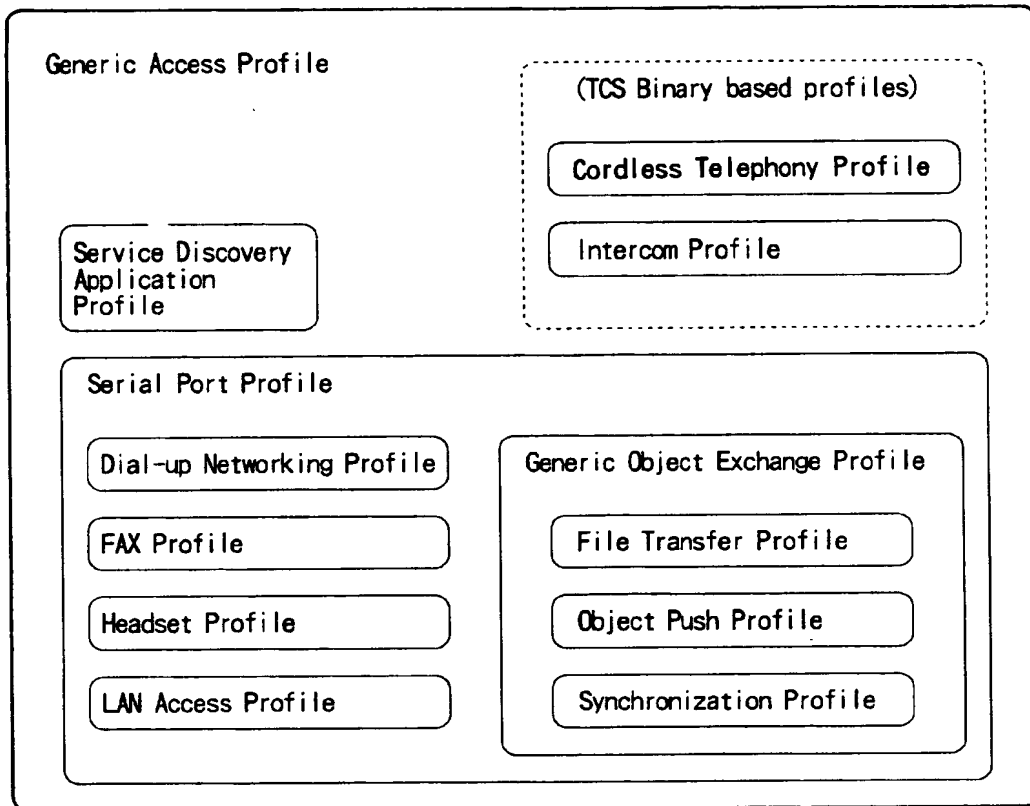 Generic Access Profile
(TCS Binary based profiles)
Cordless Telephony Profile
Intercom Profile
Service Discovery
Application
Profile
Serial Port Profile
Dial-up Networking Profile
FAX Profile
Headset Profile
LAN Access Profile
Generic Object Exchange Profile
File Transfer Profile
Object Push Profile
Synchronization Profile